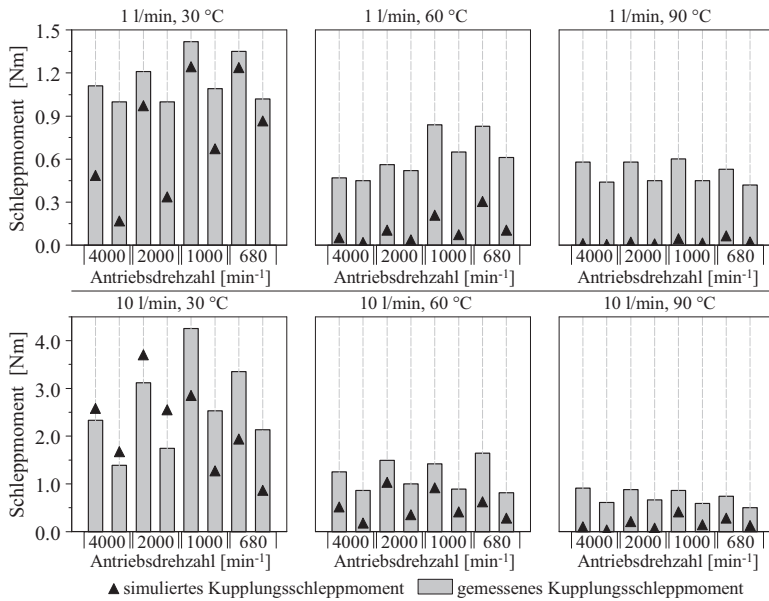 1 l/min, 30 °C 1 l/min, 60 °C 1 l/min, 90 °C
Schleppmoment [Nm]
1.5
1.2
0.9
0.6
0.3
0.0
4000 2000 1000 680 4000 2000 1000 680 4000 2000 1000 680
Antriebsdrehzahl [min-1] Antriebsdrehzahl [min-1] Antriebsdrehzahl [min-1]
10 l/min, 30 °C 10 l/min, 60 °C 10 l/min, 90 °C
Schleppmoment [Nm]
4.0
3.0
2.0
1.0
0.0
4000 2000 1000 680 4000 2000 1000 680 4000 2000 1000 680
Antriebsdrehzahl [min-1] Antriebsdrehzahl [min-1] Antriebsdrehzahl [min-1]
simuliertes Kupplungsschleppmoment gemessenes Kupplungsschleppmoment